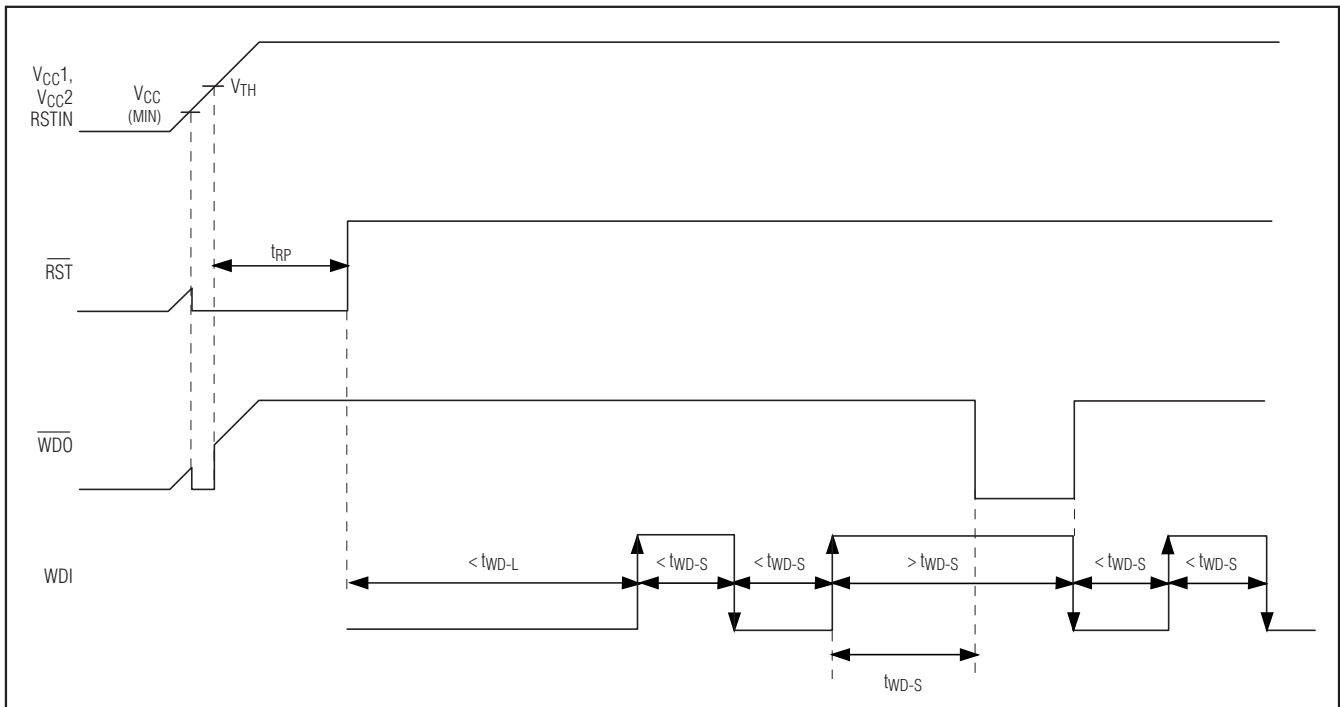 VCC1,
VCC2
RSTIN
VCC
(MIN)
VTH
RST
tRP
WDO
WDI
< tWD-L
< tWD-S
< tWD-S
> tWD-S
< tWD-S
< tWD-S
tWD-S